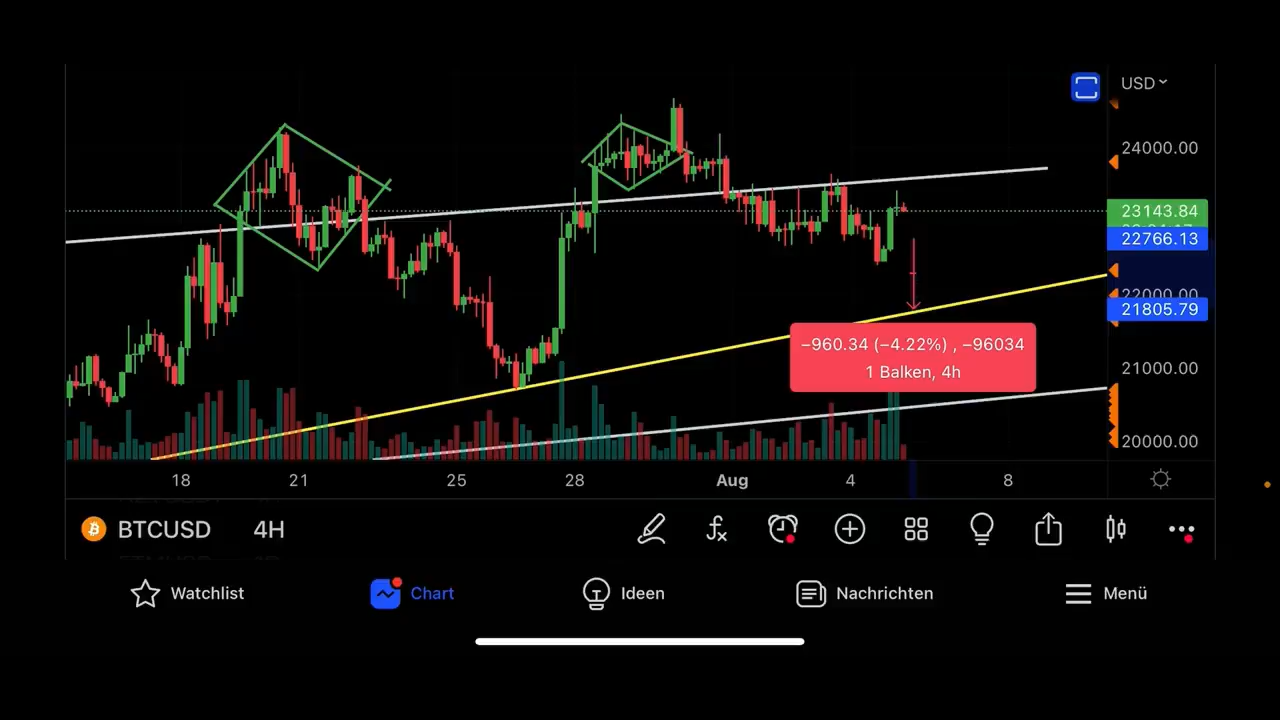 USD
24000.00
23143.84
22766.13
22000.00
21805.79
−960.34 (−4.22%) , −96034
1 Balken, 4h
21000.00
20000.00
18 21 25 28 Aug 4 8
BTCUSD 4H
Watchlist Chart Ideen Nachrichten Menü